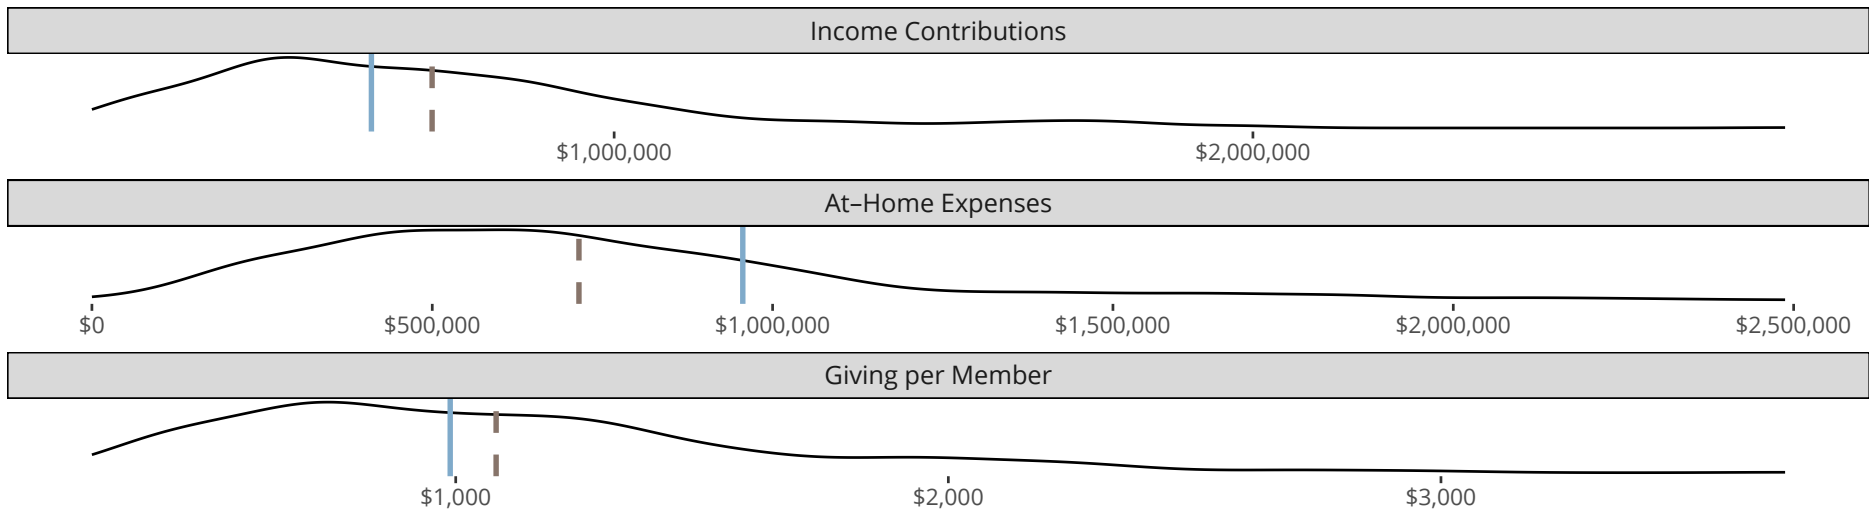 Income Contributions
$1,000,000 $2,000,000
At–Home Expenses
$0 $500,000 $1,000,000 $1,500,000 $2,000,000 $2,500,000
Giving per Member
$1,000 $2,000 $3,000